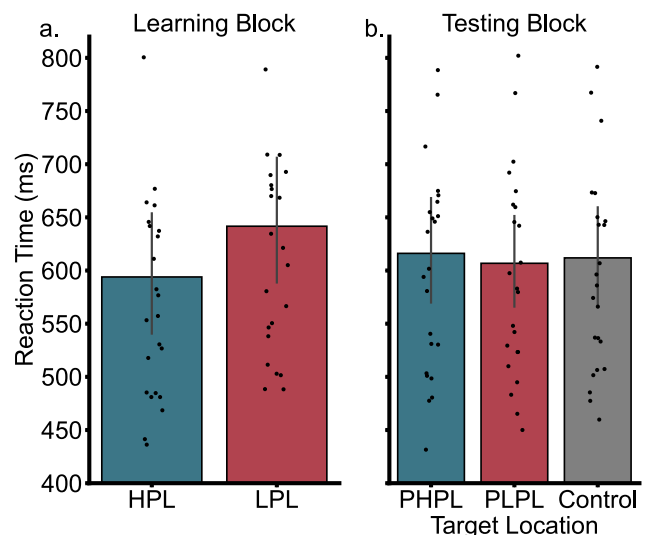 a. Learning Block
b. Testing Block
Reaction Time (ms)
800
750
700
650
600
550
500
450
400
HPL LPL
PHPL PLPL Control
Target Location